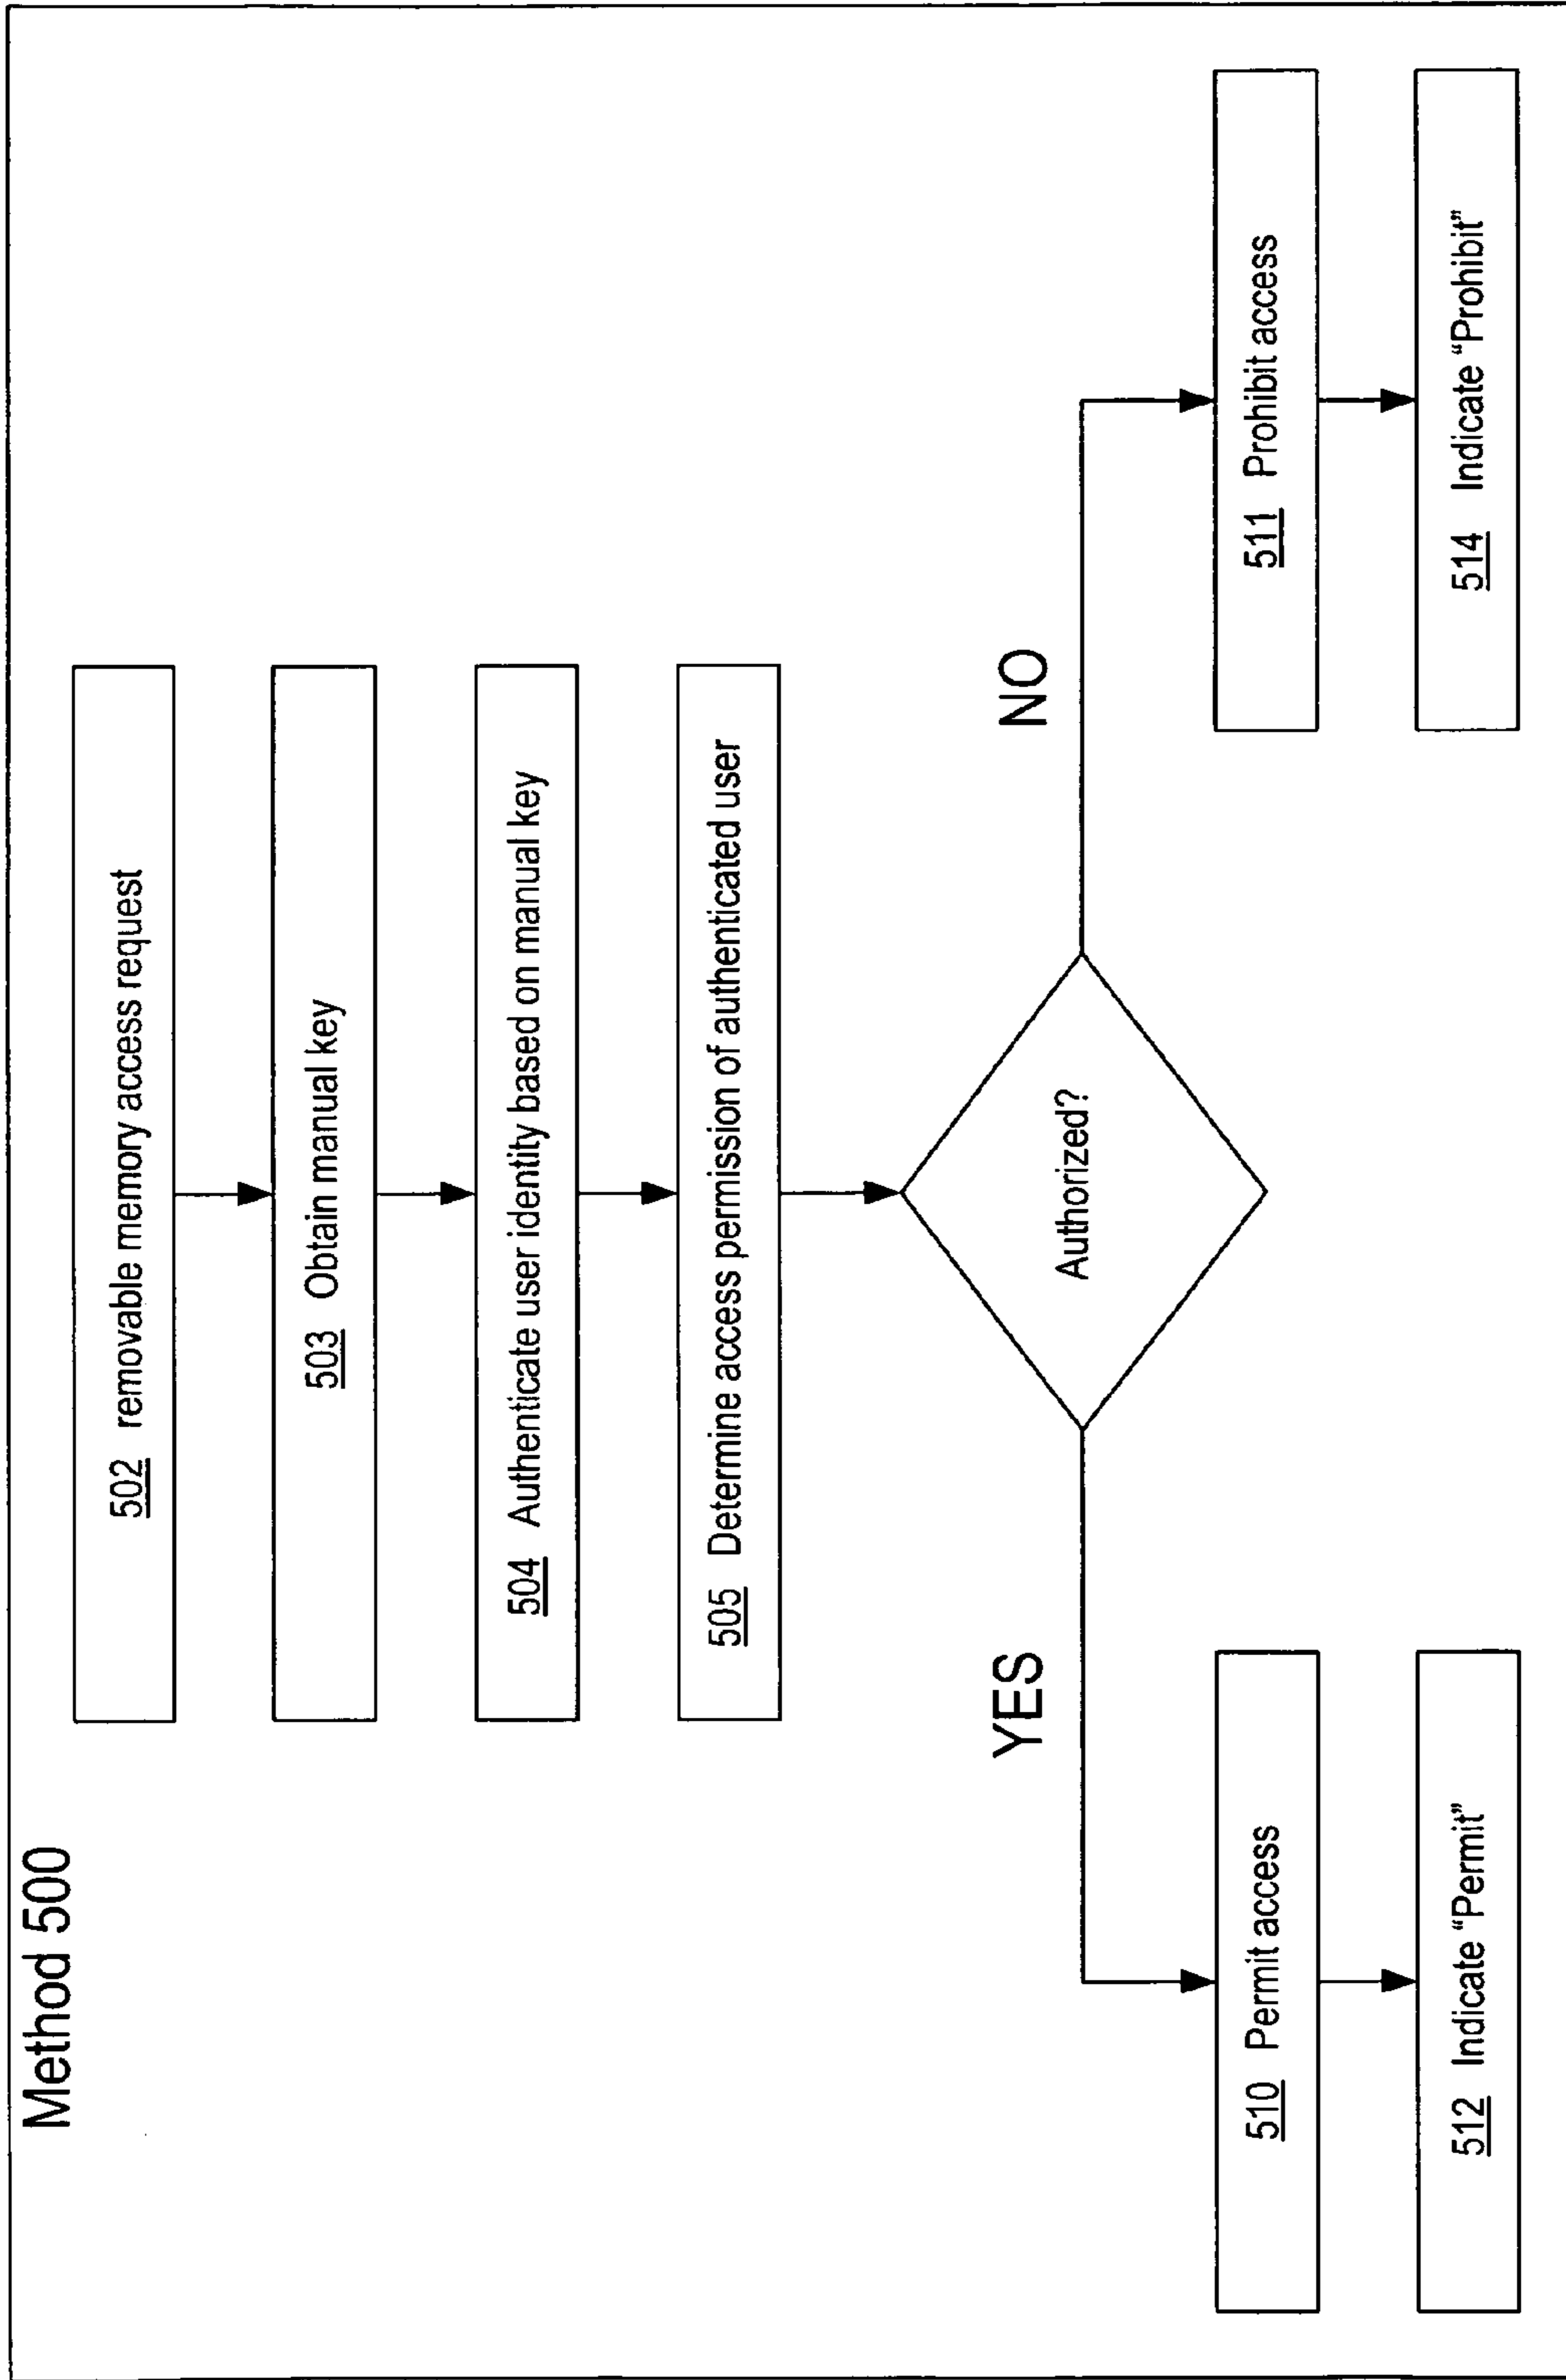 Method 500
502 removable memory access request
503 Obtain manual key
504 Authenticate user identity based on manual key
505 Determine access permission of authenticated user
Authorized?
YES
NO
510 Permit access
511 Prohibit access
512 Indicate “Permit”
514 Indicate “Prohibit”